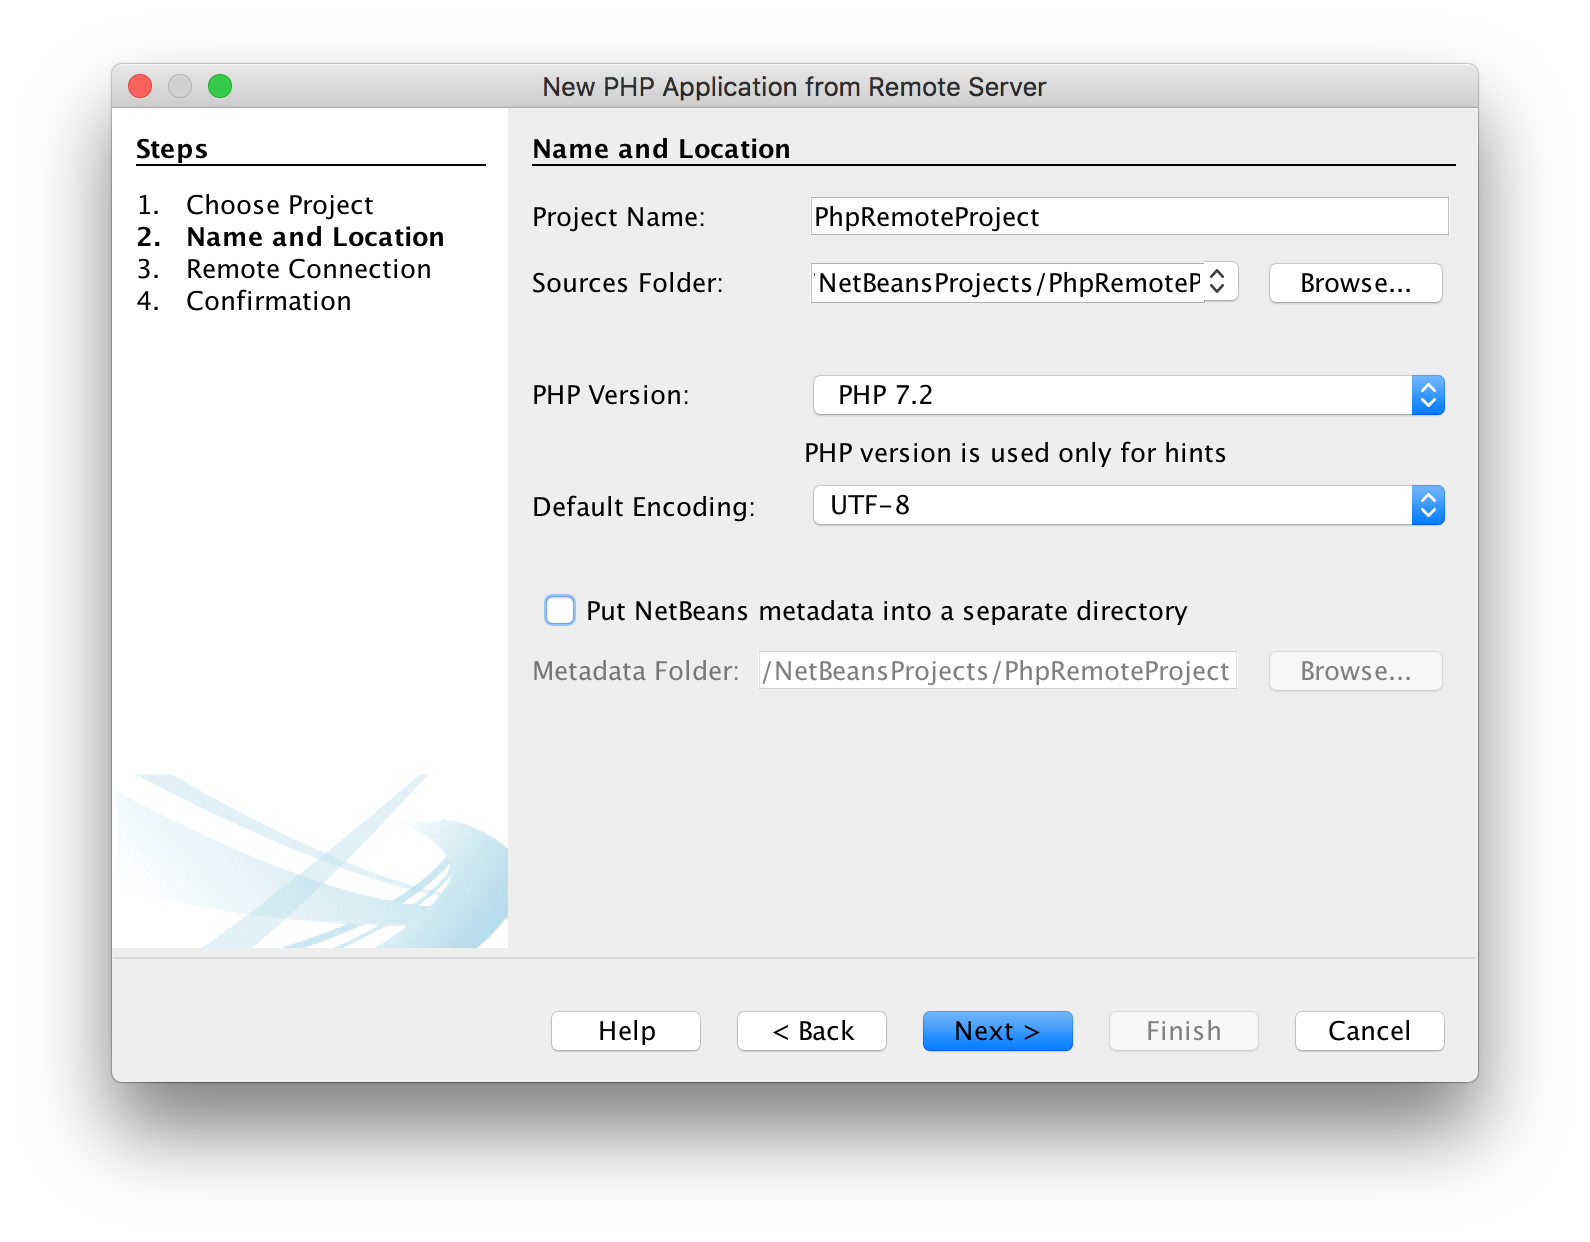 New PHP Application from Remote Server
Steps
1. Choose Project
2. Name and Location
3. Remote Connection
4. Confirmation
Name and Location
Project Name: PhpRemoteProject
Sources Folder: /NetBeansProjects/PhpRemoteP Browse...
PHP Version: PHP 7.2
PHP version is used only for hints
Default Encoding: UTF-8
Put NetBeans metadata into a separate directory
Metadata Folder: /NetBeansProjects/PhpRemoteProject Browse...
Help < Back Next > Finish Cancel